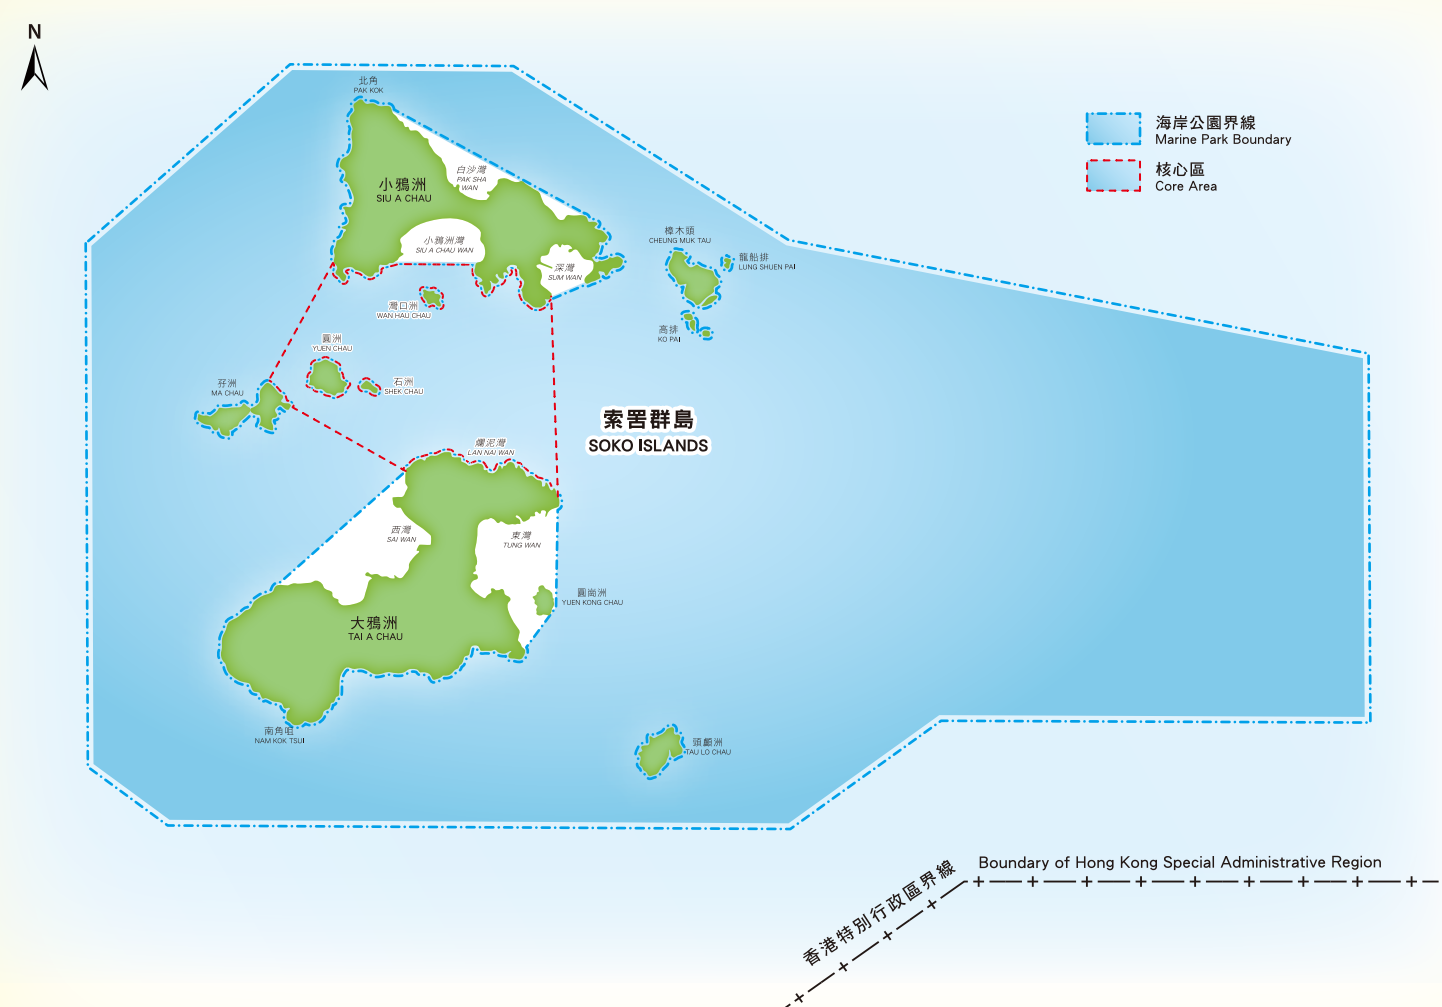 N
北角
PAK KOK
海岸公園界線
Marine Park Boundary
核心區
Core Area
白沙灣
PAK SHA
WAN
小鴉洲
SIU A CHAU
小鴉洲灣
SIU A CHAU WAN
深灣
SUM WAN
樟木頭
CHEUNG MUK TAU
龍船排
LUNG SHUEN PAI
灣口洲
WAN HAU CHAU
高排
KO PAI
圓洲
YUEN CHAU
石洲
SHEK CHAU
孖洲
MA CHAU
索罟群島
SOKO ISLANDS
爛泥灣
LAN NAI WAN
西灣
SAI WAN
東灣
TUNG WAN
圓崗洲
YUEN KONG CHAU
大鴉洲
TAI A CHAU
南角咀
NAM KOK TSUI
頭顱洲
TAU LO CHAU
Boundary of Hong Kong Special Administrative Region
香港特別行政區界線